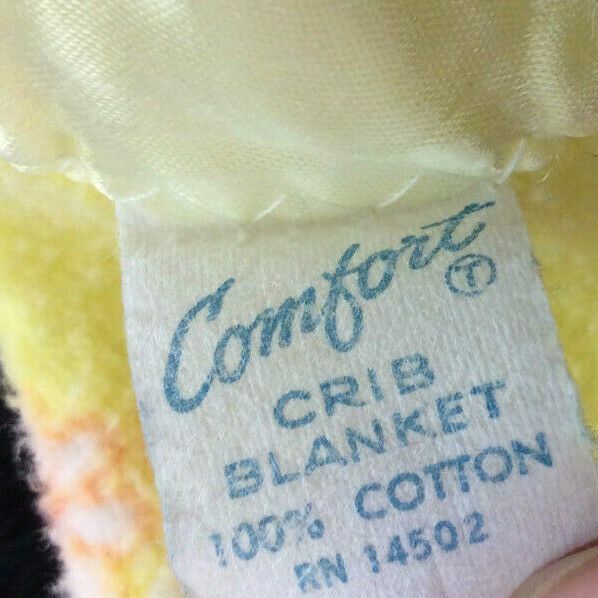 Comfort Ⓣ
CRIB
BLANKET
100% COTTON
RN 14502